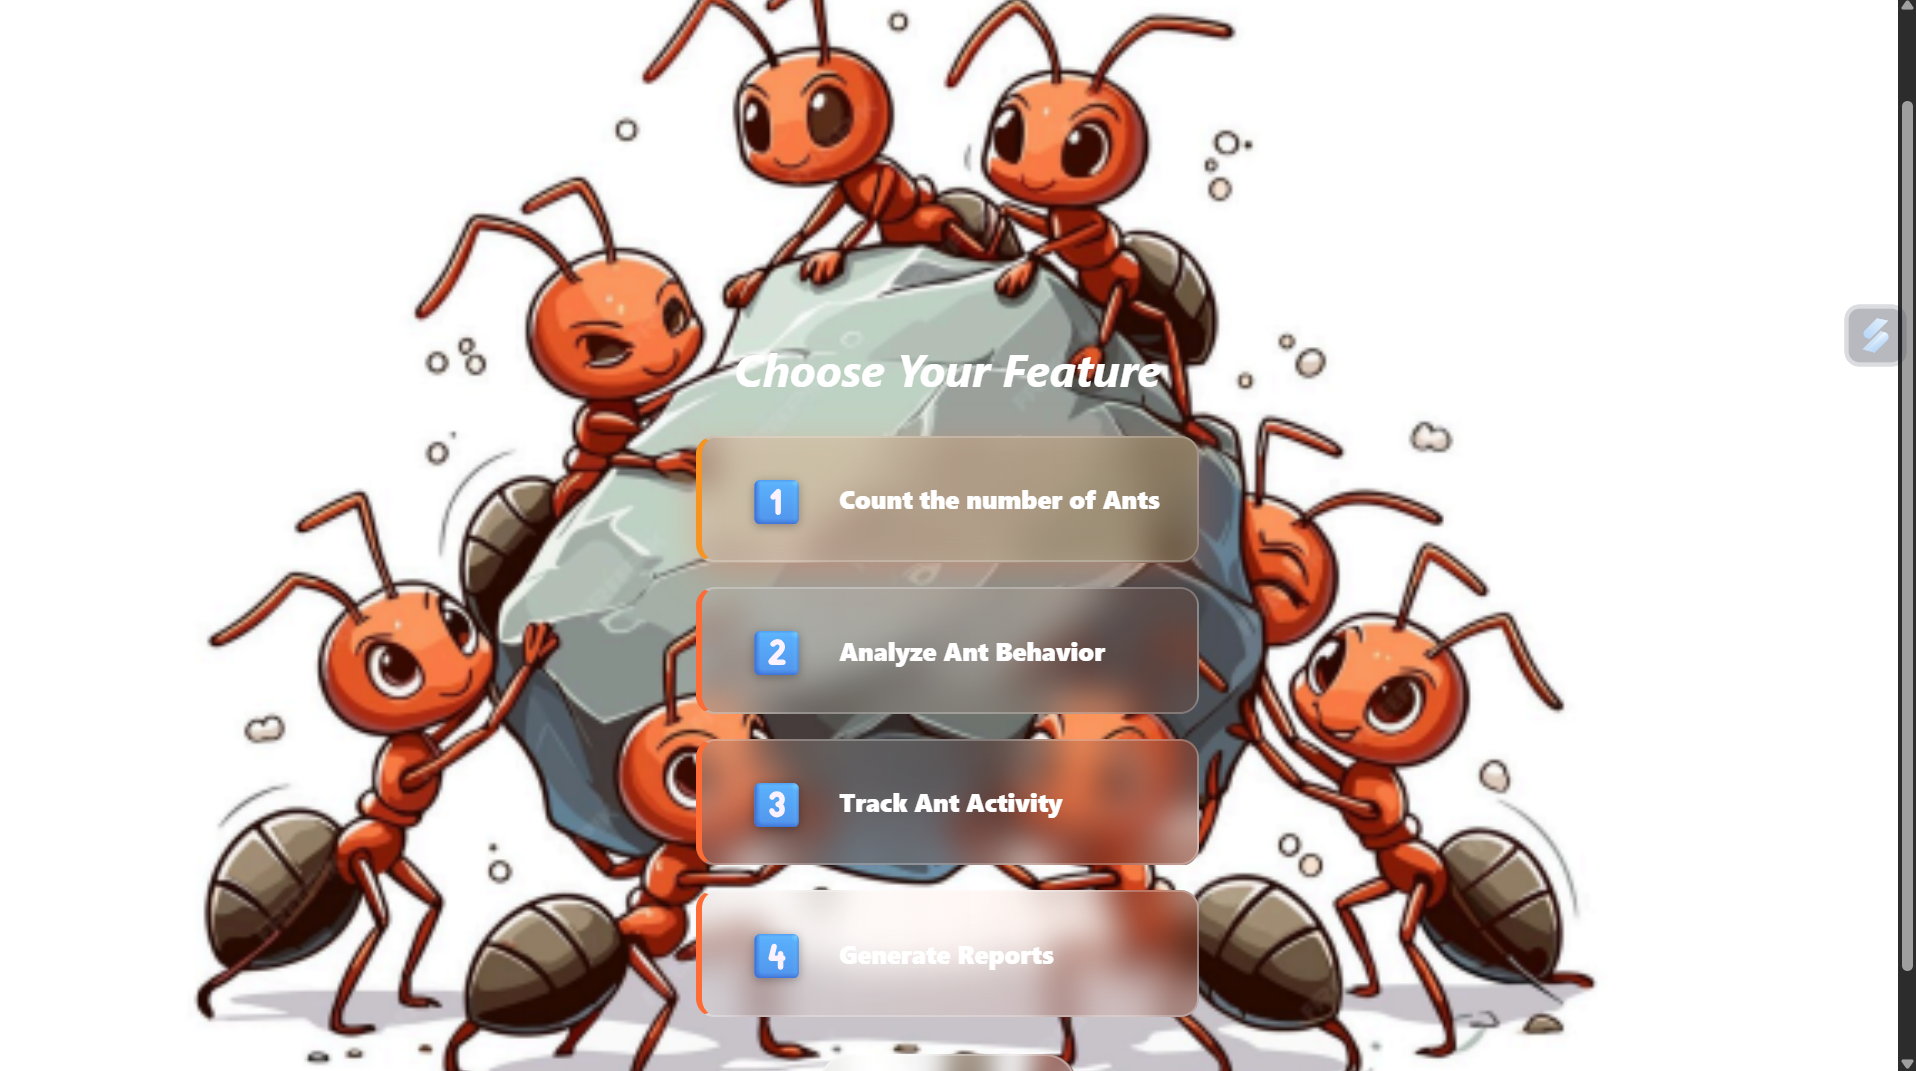 Choose Your Feature
1 Count the number of Ants
2 Analyze Ant Behavior
3 Track Ant Activity
4 Generate Reports